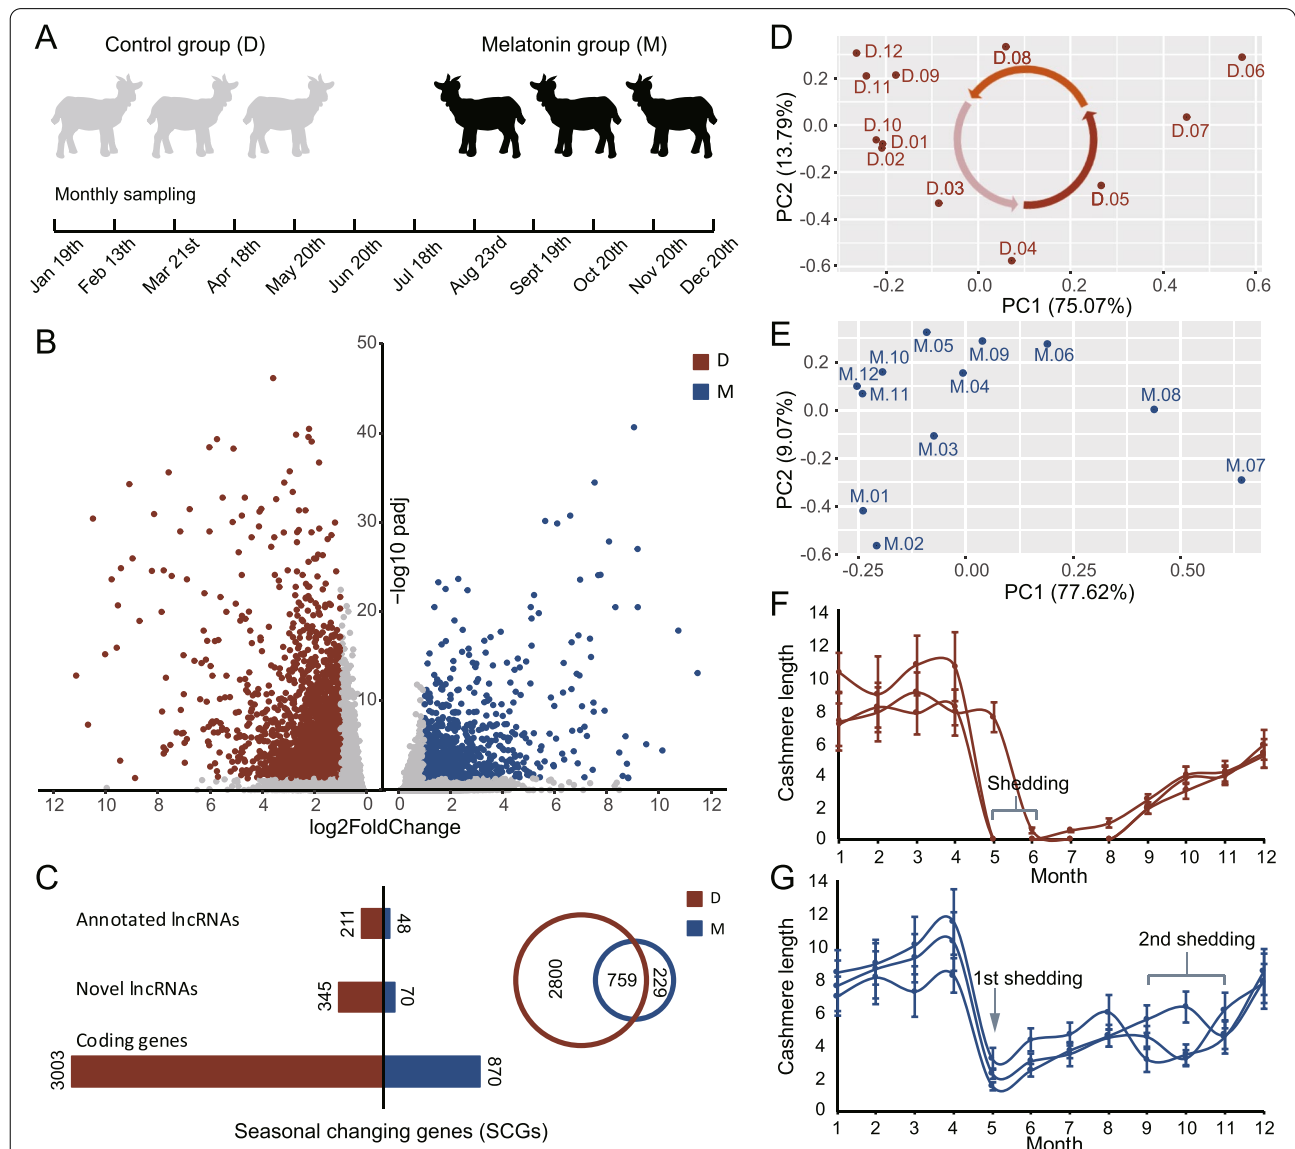 A
Control group (D)
Melatonin group (M)
Monthly sampling
Jan 19th
Feb 13th
Mar 21st
Apr 18th
May 20th
Jun 20th
Jul 18th
Aug 23rd
Sept 19th
Oct 20th
Nov 20th
Dec 20th
B
50
40
30
20
10
−log10 padj
D
M
12 10 8 6 4 2 0 0 2 4 6 8 10 12
log2FoldChange
C
Annotated lncRNAs
211
48
Novel lncRNAs
345
70
Coding genes
3003
870
Seasonal changing genes (SCGs)
D
M
2800
759
229
D
PC2 (13.79%)
0.2
0.0
-0.2
-0.4
-0.6
D.12
D.11
D.09
D.08
D.06
D.07
D.10
D.01
D.02
D.03
D.05
D.04
-0.2 0.0 0.2 0.4 0.6
PC1 (75.07%)
E
PC2 (9.07%)
0.2
0.0
-0.2
-0.4
-0.6
M.05
M.09
M.06
M.10
M.12
M.11
M.04
M.08
M.03
M.07
M.01
M.02
-0.25 0.00 0.25 0.50
PC1 (77.62%)
F
Cashmere length
14
12
10
8
6
4
2
0
Shedding
1 2 3 4 5 6 7 8 9 10 11 12
Month
G
Cashmere length
14
12
10
8
6
4
2
0
1st shedding
2nd shedding
1 2 3 4 5 6 7 8 9 10 11 12
Month